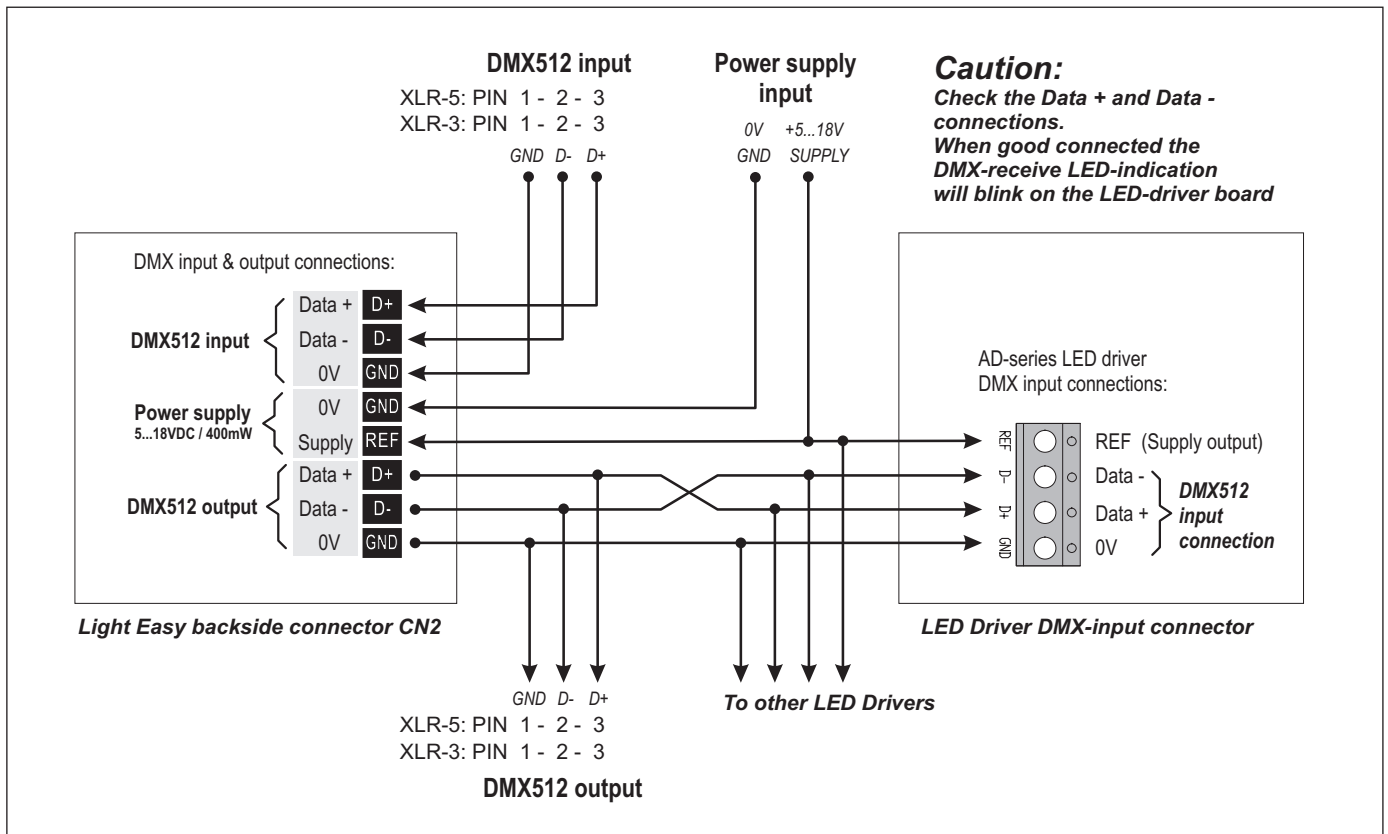 DMX512 input
XLR-5: PIN 1 - 2 - 3
XLR-3: PIN 1 - 2 - 3
GND D- D+
Power supply
input
0V +5...18V
GND SUPPLY
Caution:
Check the Data + and Data -
connections.
When good connected the
DMX-receive LED-indication
will blink on the LED-driver board
DMX input & output connections:
DMX512 input
Data + D+
Data - D-
0V GND
Power supply
5...18VDC / 400mW
0V GND
Supply REF
DMX512 output
Data + D+
Data - D-
0V GND
Light Easy backside connector CN2
AD-series LED driver
DMX input connections:
REF REF (Supply output)
D- Data -
D+ Data +
GND 0V
DMX512
input
connection
LED Driver DMX-input connector
GND D- D+
XLR-5: PIN 1 - 2 - 3
XLR-3: PIN 1 - 2 - 3
DMX512 output
To other LED Drivers